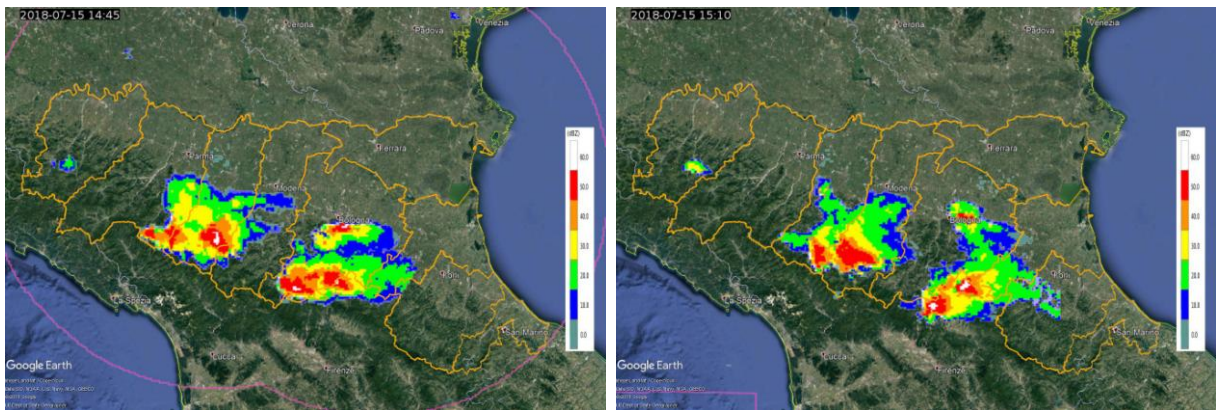 2018-07-15 14:45
Verona
Padova
Venezia
Parma
Ferrara
Modena
Bologna
Forlì
La Spezia
San Marino
Lucca
Firenze
(dBZ)
60.0
50.0
40.0
30.0
20.0
10.0
0.0
Google Earth
2018-07-15 15:10
Verona
Padova
Venezia
Parma
Ferrara
Modena
Bologna
Forlì
La Spezia
San Marino
Lucca
Firenze
(dBZ)
60.0
50.0
40.0
30.0
20.0
10.0
0.0
Google Earth